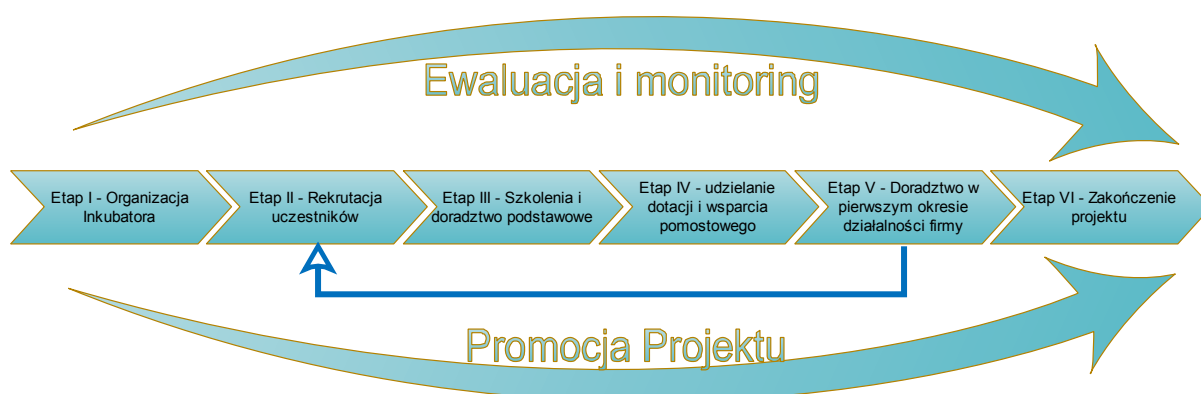 Ewaluacja i monitoring
Etap I - Organizacja
Inkubatora
Etap II - Rekrutacja
uczestników
Etap III - Szkolenia i
doradztwo podstawowe
Etap IV - udzielanie
dotacji i wsparcia
pomostowego
Etap V - Doradztwo w
pierwszym okresie
działalności firmy
Etap VI - Zakończenie
projektu
Promocja Projektu